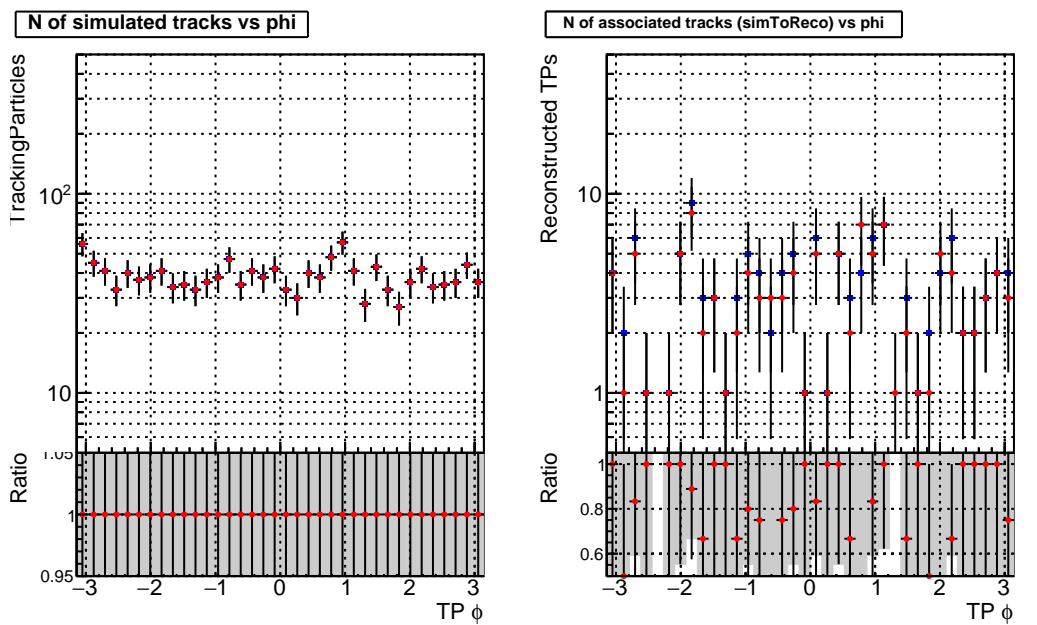 N of simulated tracks vs phi
TrackingParticles
10²
10
Ratio
1.05
1
0.95
−3 −2 −1 0 1 2 3
TP ϕ
N of associated tracks (simToReco) vs phi
Reconstructed TPs
10
1
Ratio
1
0.8
0.6
−3 −2 −1 0 1 2 3
TP ϕ